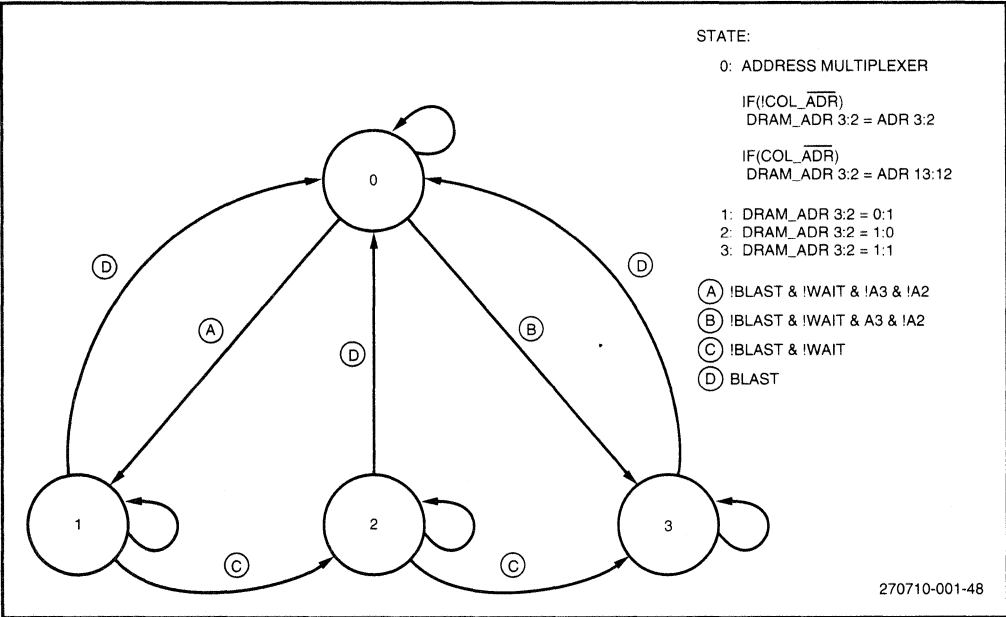 STATE:
0: ADDRESS MULTIPLEXER
IF(!COL_A̅D̅R̅)
DRAM_ADR 3:2 = ADR 3:2
IF(COL_A̅D̅R̅)
DRAM_ADR 3:2 = ADR 13:12
1: DRAM_ADR 3:2 = 0:1
2: DRAM_ADR 3:2 = 1:0
3: DRAM_ADR 3:2 = 1:1
A !BLAST & !WAIT & !A3 & !A2
B !BLAST & !WAIT & A3 & !A2
C !BLAST & !WAIT
D BLAST
0
D
D
A
B
D
1
2
3
C
C
270710-001-48